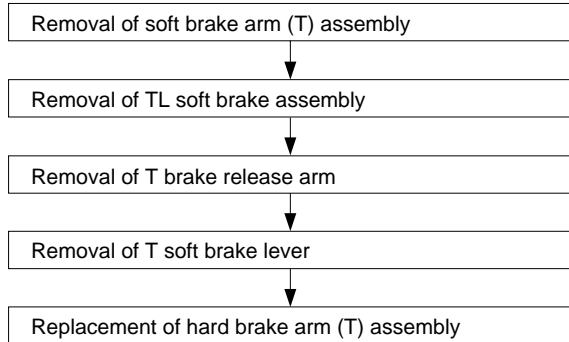 Removal of soft brake arm (T) assembly
Removal of TL soft brake assembly
Removal of T brake release arm
Removal of T soft brake lever
Replacement of hard brake arm (T) assembly